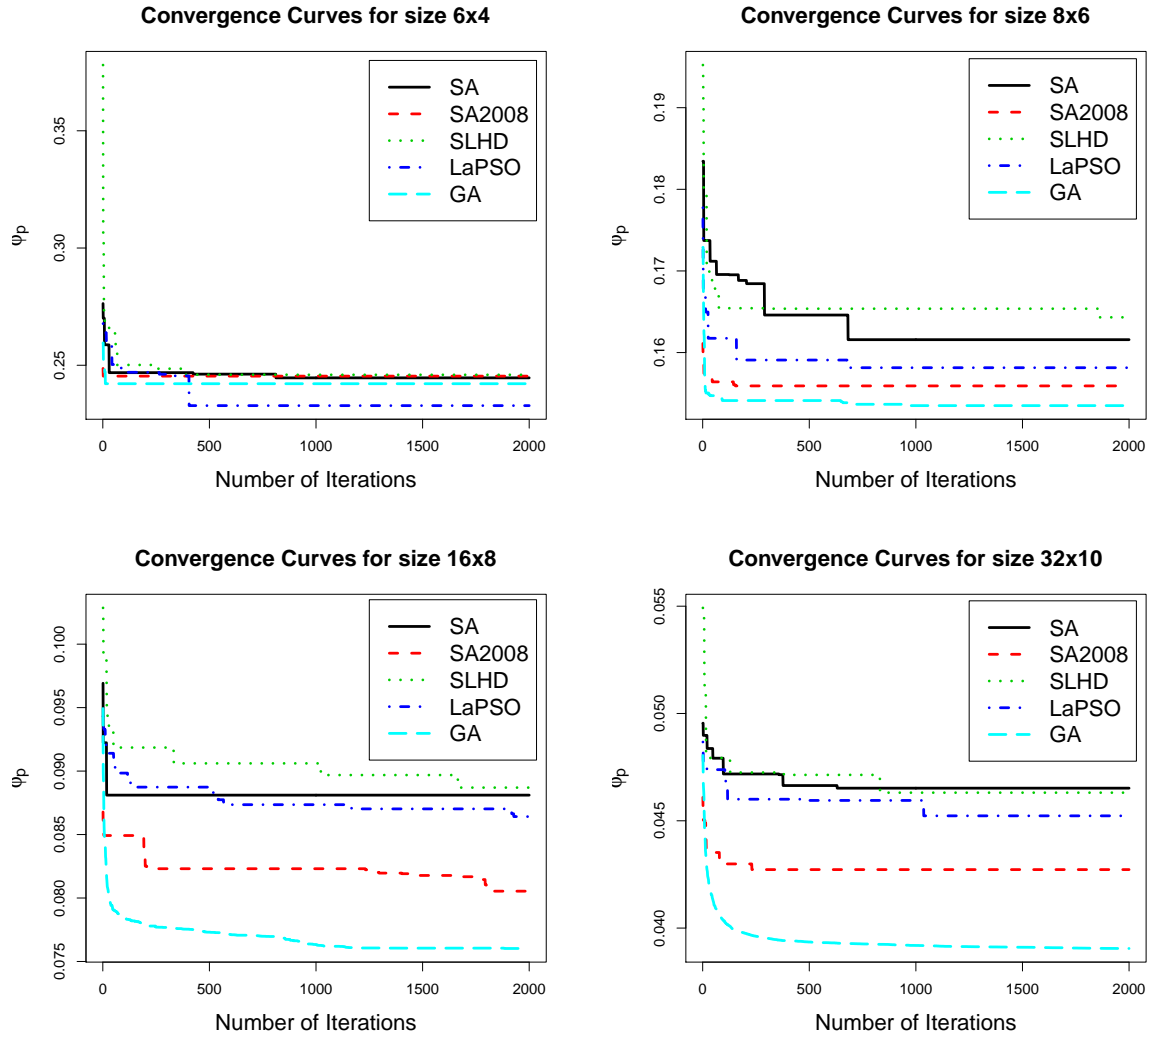 Convergence Curves for size 6x4
SA
SA2008
SLHD
LaPSO
GA
0.35
0.30
0.25
φp
0
500
1000
1500
2000
Number of Iterations
Convergence Curves for size 8x6
SA
SA2008
SLHD
LaPSO
GA
0.19
0.18
0.17
0.16
φp
0
500
1000
1500
2000
Number of Iterations
Convergence Curves for size 16x8
SA
SA2008
SLHD
LaPSO
GA
0.100
0.095
0.090
0.085
0.080
0.075
φp
0
500
1000
1500
2000
Number of Iterations
Convergence Curves for size 32x10
SA
SA2008
SLHD
LaPSO
GA
0.055
0.050
0.045
0.040
φp
0
500
1000
1500
2000
Number of Iterations